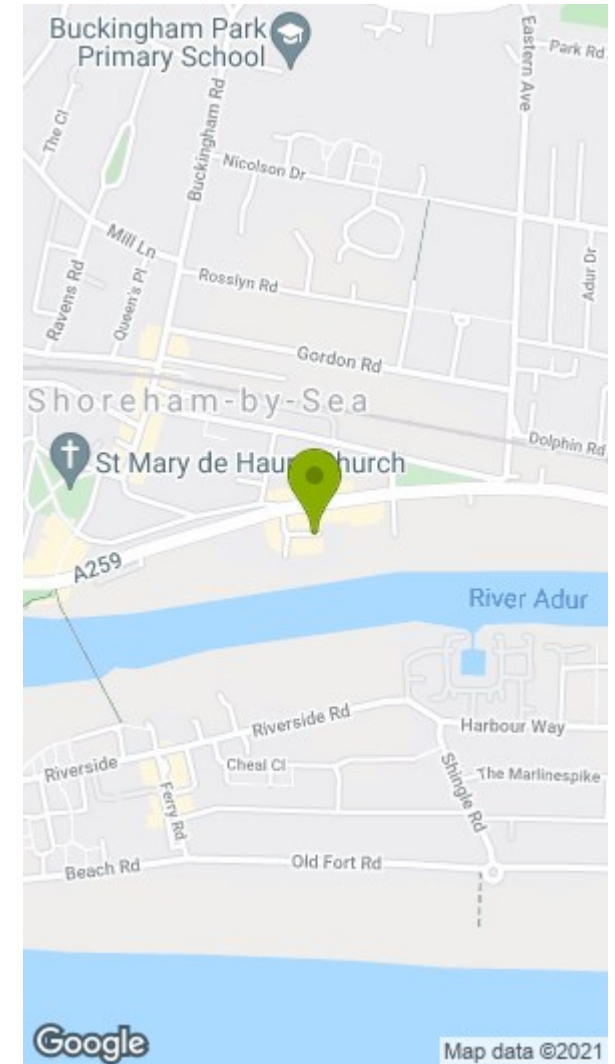 Buckingham Park
Primary School
Eastern Ave
Park Rd
The Cl
Buckingham Rd
Nicolson Dr
Mill Ln
Ravens Rd
Queen's Pl
Rosslyn Rd
Adur Dr
Gordon Rd
Shoreham-by-Sea
Dolphin Rd
St Mary de Haura Church
A259
River Adur
Riverside Rd
Harbour Way
Riverside
Cheal Cl
The Marlinespike
Shingle Rd
Ferry Rd
Beach Rd
Old Fort Rd
Google
Map data ©2021